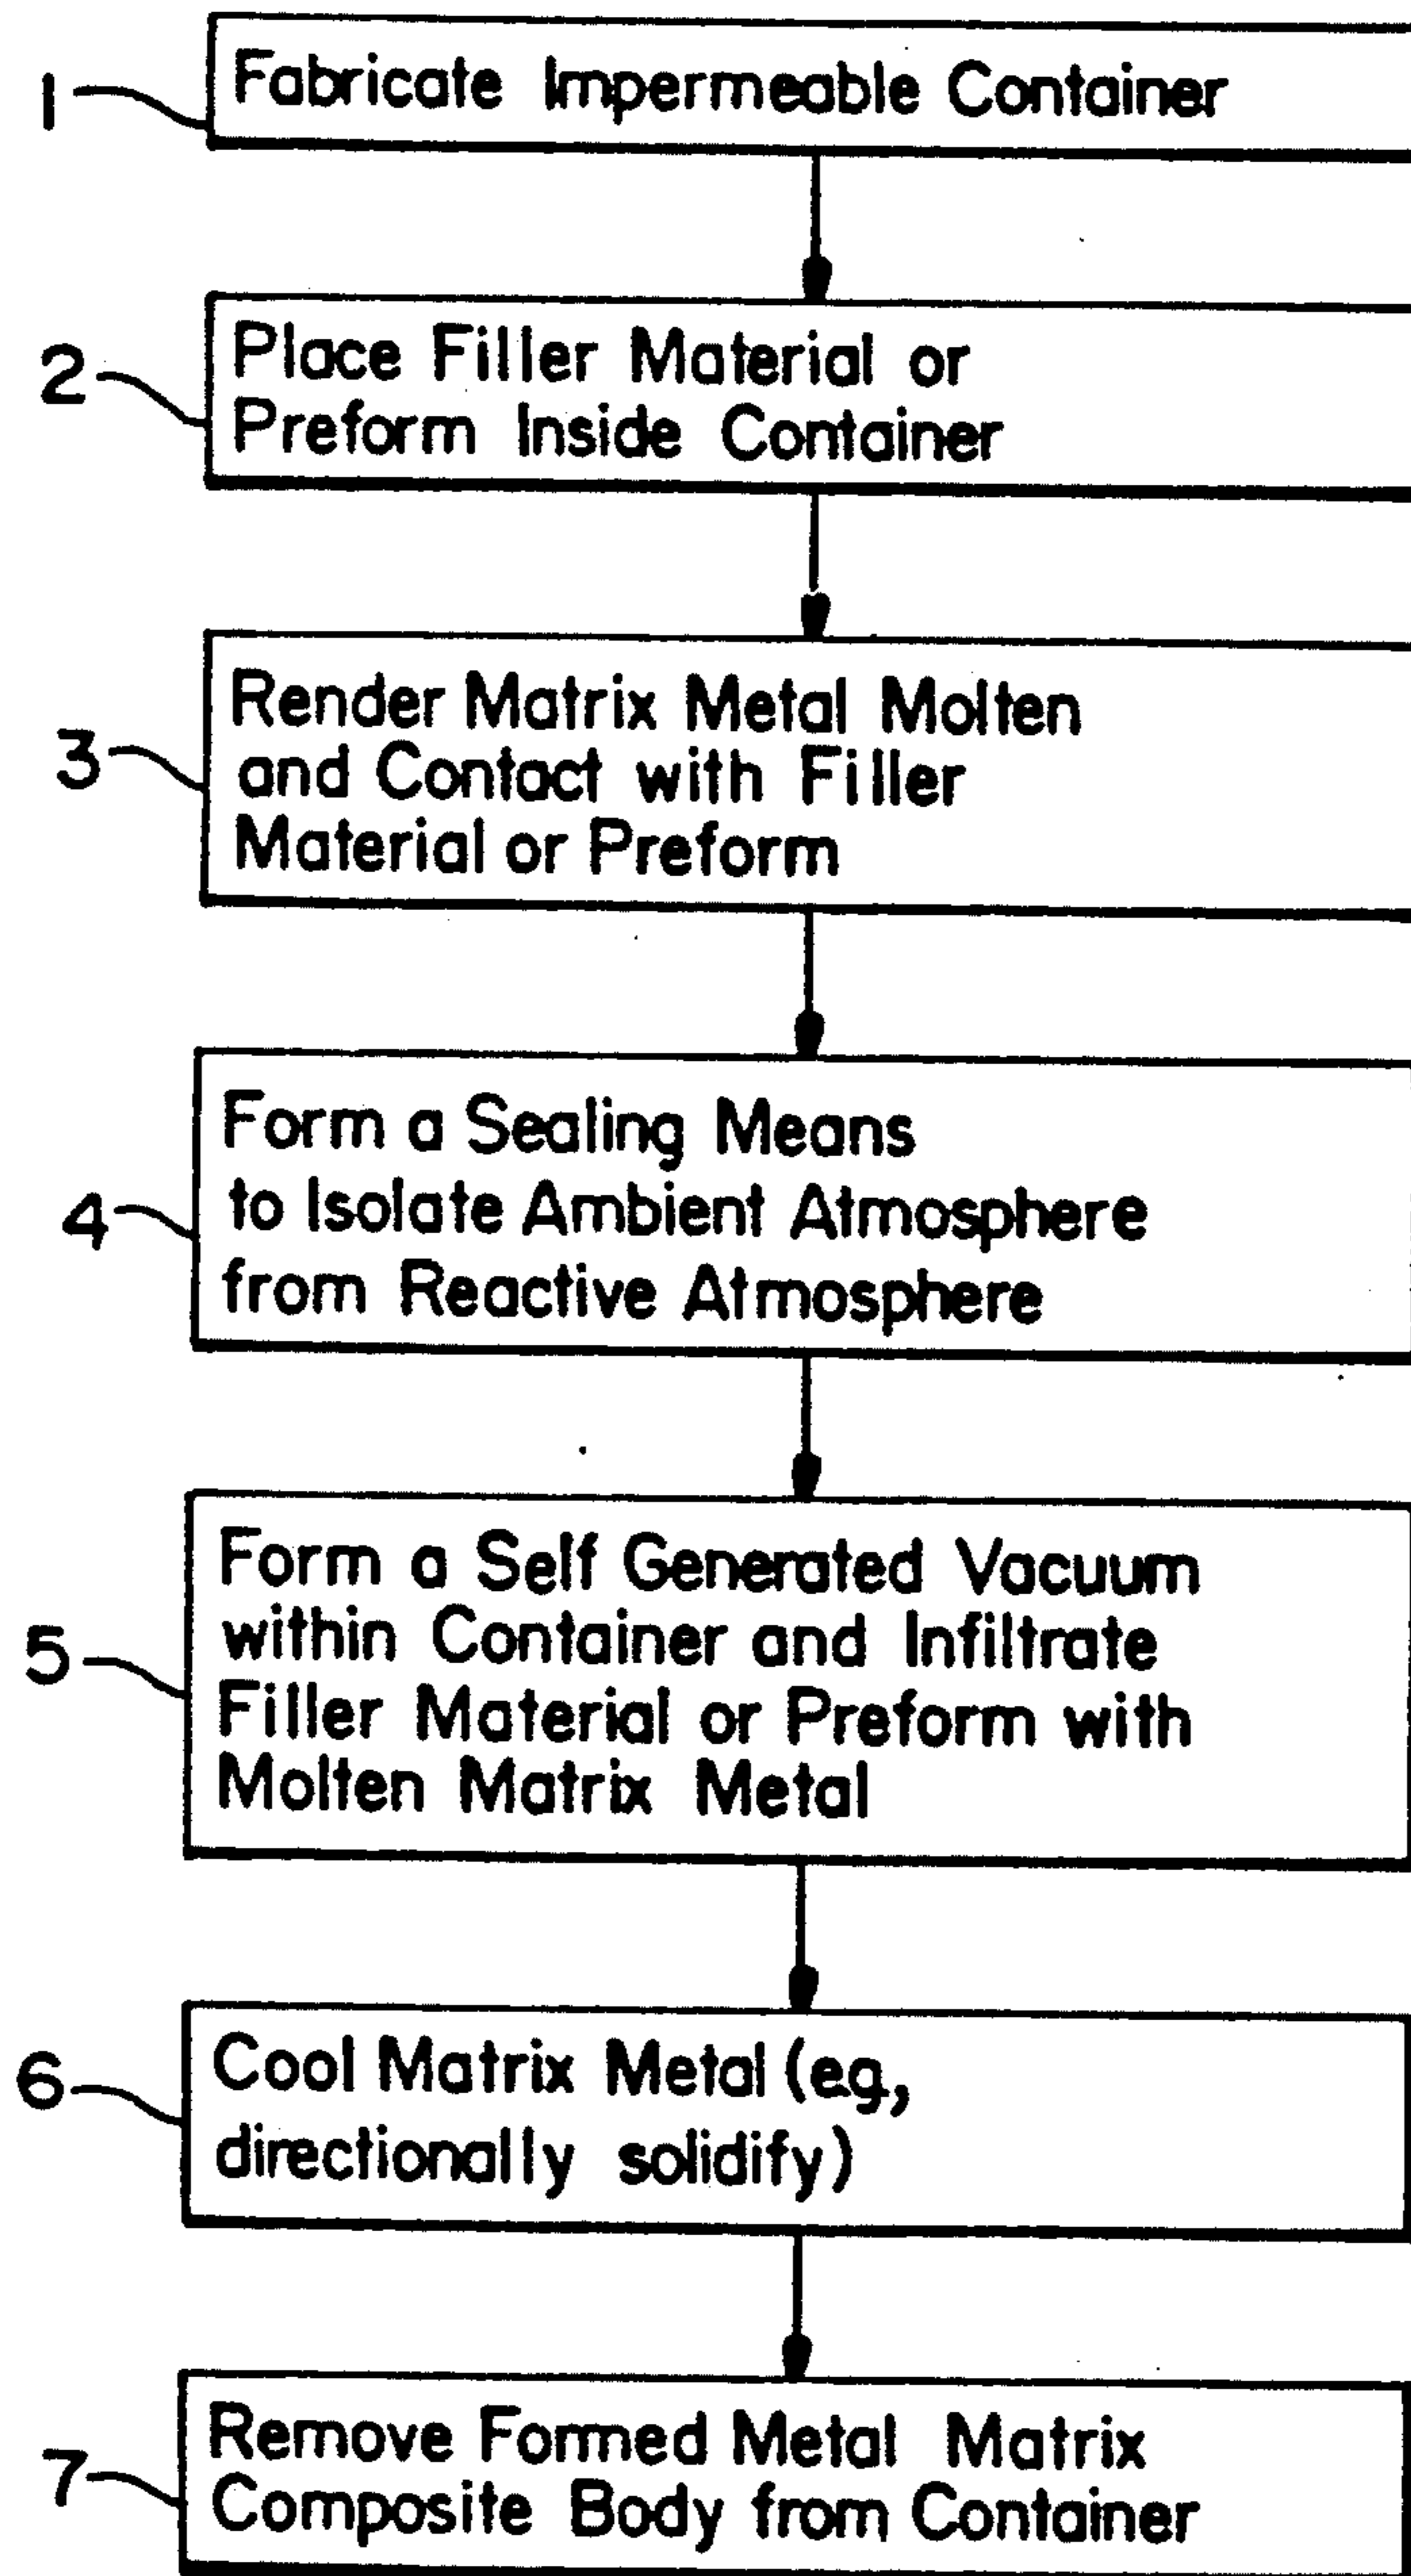 1
Fabricate Impermeable Container
2
Place Filler Material or
Preform Inside Container
3
Render Matrix Metal Molten
and Contact with Filler
Material or Preform
4
Form a Sealing Means
to Isolate Ambient Atmosphere
from Reactive Atmosphere
5
Form a Self Generated Vacuum
within Container and Infiltrate
Filler Material or Preform with
Molten Matrix Metal
6
Cool Matrix Metal (eg,
directionally solidify)
7
Remove Formed Metal Matrix
Composite Body from Container